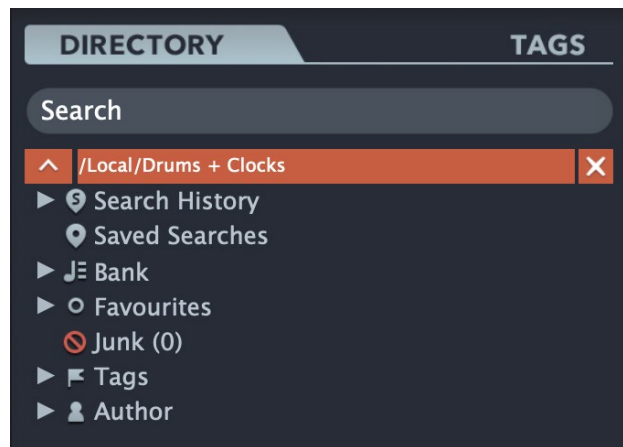 DIRECTORY TAGS
Search
/Local/Drums + Clocks
Search History
Saved Searches
Bank
Favourites
Junk (0)
Tags
Author